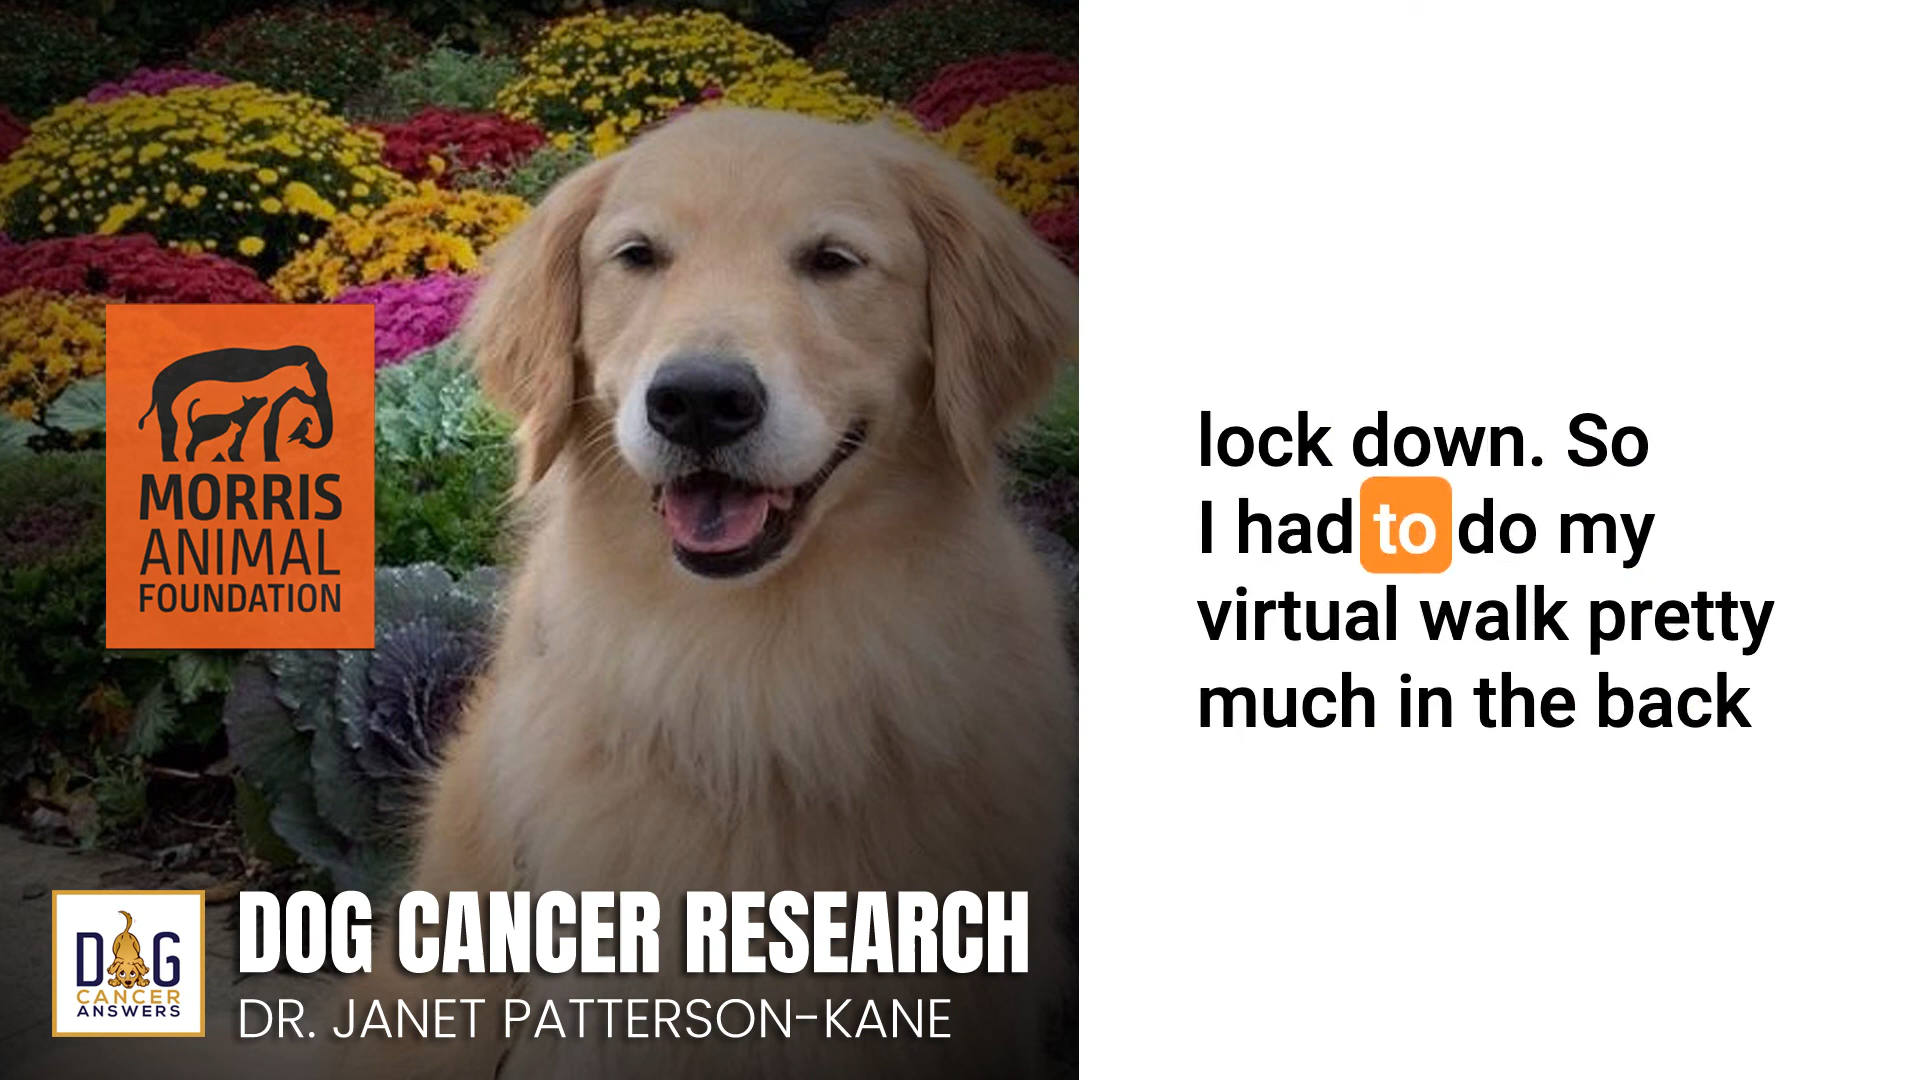 MORRIS
ANIMAL
FOUNDATION
DOG
CANCER
ANSWERS
DOG CANCER RESEARCH
DR. JANET PATTERSON-KANE
lock down. So
I had to do my
virtual walk pretty
much in the back